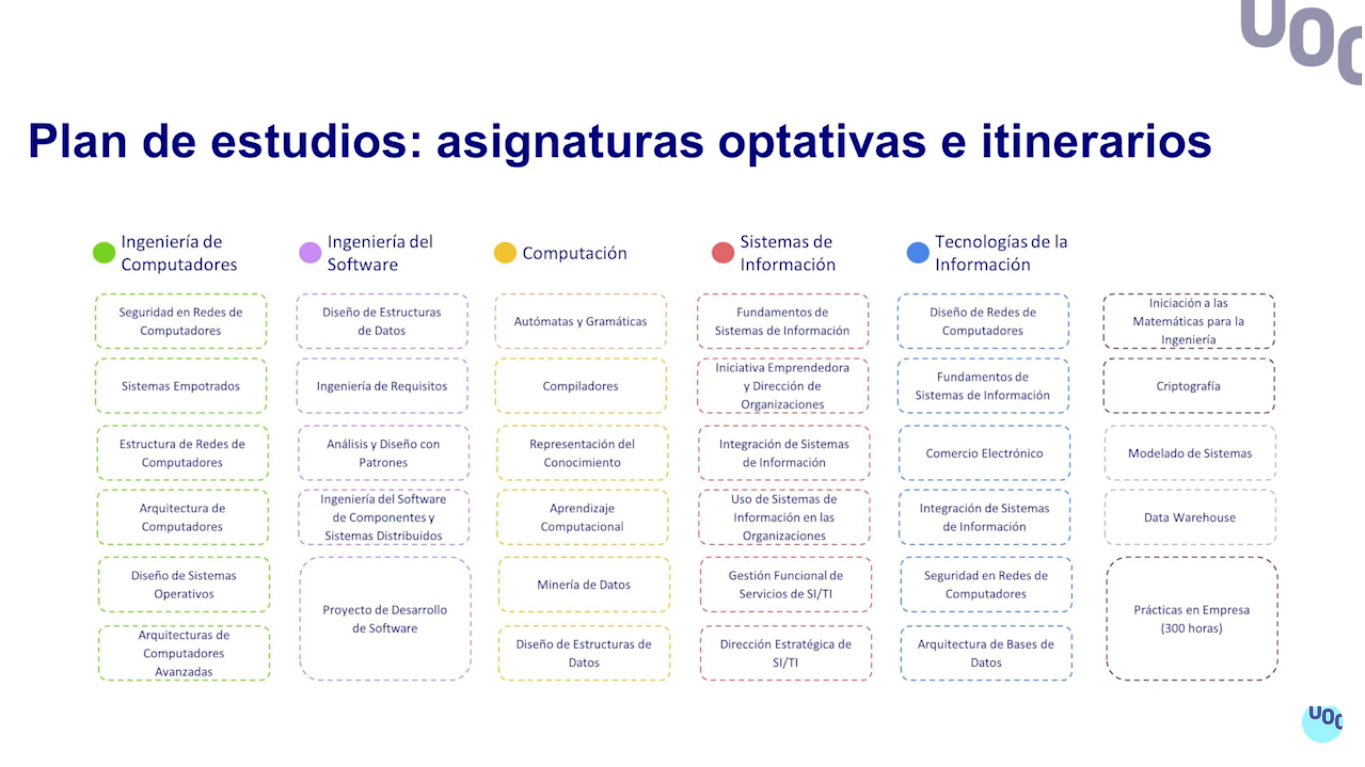 UOC
Plan de estudios: asignaturas optativas e itinerarios
Ingeniería de
Computadores
Seguridad en Redes de
Computadores
Sistemas Empotrados
Estructura de Redes de
Computadores
Arquitectura de
Computadores
Diseño de Sistemas
Operativos
Arquitecturas de
Computadores
Avanzadas
Ingeniería del
Software
Diseño de Estructuras
de Datos
Ingeniería de Requisitos
Análisis y Diseño con
Patrones
Ingeniería del Software
de Componentes y
Sistemas Distribuidos
Proyecto de Desarrollo
de Software
Computación
Autómatas y Gramáticas
Compiladores
Representación del
Conocimiento
Aprendizaje
Computacional
Minería de Datos
Diseño de Estructuras de
Datos
Sistemas de
Información
Fundamentos de
Sistemas de Información
Iniciativa Emprendedora
y Dirección de
Organizaciones
Integración de Sistemas
de Información
Uso de Sistemas de
Información en las
Organizaciones
Gestión Funcional de
Servicios de SI/TI
Dirección Estratégica de
SI/TI
Tecnologías de la
Información
Diseño de Redes de
Computadores
Fundamentos de
Sistemas de Información
Comercio Electrónico
Integración de Sistemas
de Información
Seguridad en Redes de
Computadores
Arquitectura de Bases de
Datos
Iniciación a las
Matemáticas para la
Ingeniería
Criptografía
Modelado de Sistemas
Data Warehouse
Prácticas en Empresa
(300 horas)
UOC